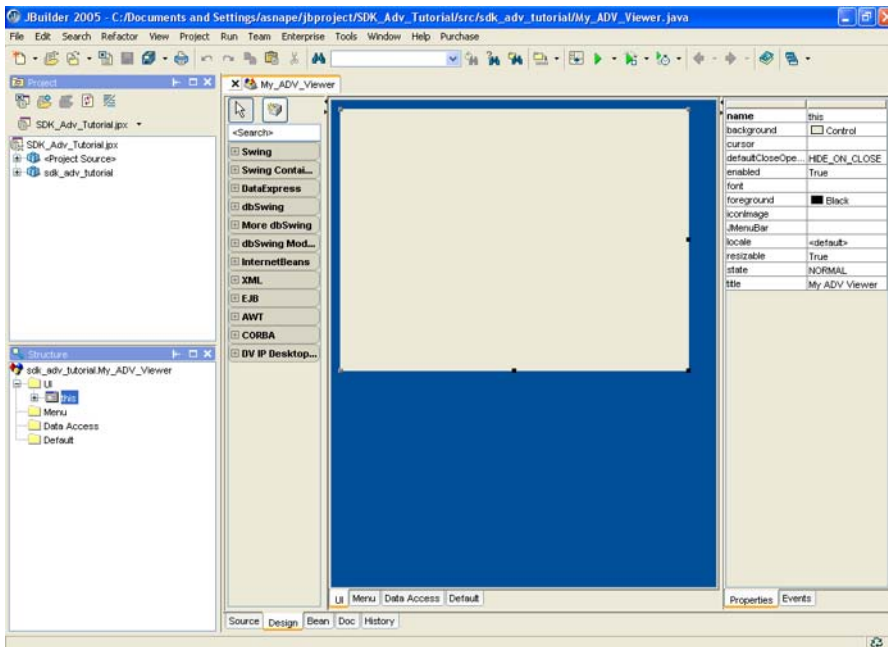 JBuilder 2005 - C:/Documents and Settings/asnape/jbproject/SDK_Adv_Tutorial/src/sdk_adv_tutorial/My_ADV_Viewer.java
File Edit Search Refactor View Project Run Team Enterprise Tools Window Help Purchase
Project
SDK_Adv_Tutorial.jpx
SDK_Adv_Tutorial.jpx
<Project Source>
sdk_adv_tutorial
Structure
sdk_adv_tutorial.My_ADV_Viewer
UI
this
Menu
Data Access
Default
My_ADV_Viewer
<Search>
Swing
Swing Contai...
DataExpress
dbSwing
More dbSwing
dbSwing Mod...
InternetBeans
XML
EJB
AWT
CORBA
DV IP Desktop...
UI Menu Data Access Default
Source Design Bean Doc History
name this
background Control
cursor
defaultCloseOpe... HIDE_ON_CLOSE
enabled True
font
foreground Black
iconImage
JMenuBar
locale <default>
resizable True
state NORMAL
title My ADV Viewer
Properties Events